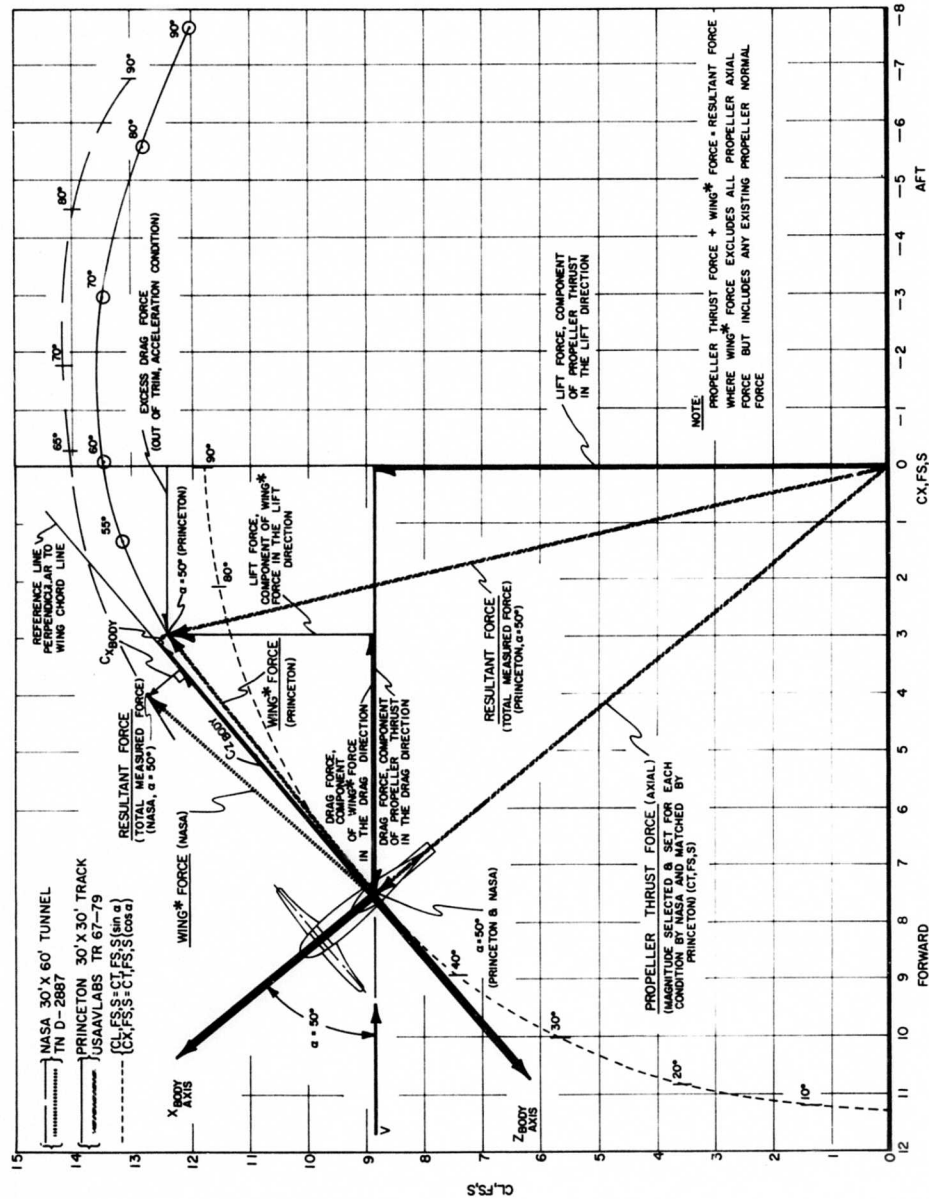 NASA 30'X 60' TUNNEL
TN D-2887
PRINCETON 30'X 30' TRACK
USAAVLABS TR 67-79
CL,FS,S=CT,FS,S(sin α)
CX,FS,S=CT,FS,S(cos α)
15
14
13
12
11
10
9
8
7
6
5
4
3
2
1
0
CL,FS,S
12
11
10
9
8
7
6
5
4
3
2
1
0
-1
-2
-3
-4
-5
-6
-7
-8
FORWARD
CX,FS,S
AFT
X BODY
AXIS
Z BODY
AXIS
V
α = 50°
WING* FORCE (NASA)
RESULTANT FORCE
(TOTAL MEASURED FORCE)
(NASA, α = 50°)
C X BODY
C Z BODY
REFERENCE LINE
PERPENDICULAR TO
WING CHORD LINE
WING* FORCE
(PRINCETON)
α = 50° (PRINCETON)
55°
60°
70°
80°
90°
65°
70°
80°
90°
EXCESS DRAG FORCE
(OUT OF TRIM, ACCELERATION CONDITION)
LIFT FORCE,
COMPONENT OF WING*
FORCE IN THE LIFT
DIRECTION
90°
80°
DRAG FORCE,
COMPONENT
OF WING* FORCE
IN THE DRAG DIRECTION
DRAG FORCE, COMPONENT
OF PROPELLER THRUST
IN THE DRAG DIRECTION
LIFT FORCE, COMPONENT
OF PROPELLER THRUST
IN THE LIFT DIRECTION
RESULTANT FORCE
(TOTAL MEASURED FORCE)
(PRINCETON, α=50°)
α=50°
(PRINCETON & NASA)
40°
30°
20°
10°
PROPELLER THRUST FORCE (AXIAL)
(MAGNITUDE SELECTED & SET FOR EACH
CONDITION BY NASA AND MATCHED BY
PRINCETON) (CT,FS,S)
NOTE:
PROPELLER THRUST FORCE + WING* FORCE = RESULTANT FORCE
WHERE WING* FORCE EXCLUDES ALL PROPELLER AXIAL
FORCE BUT INCLUDES ANY EXISTING PROPELLER NORMAL
FORCE